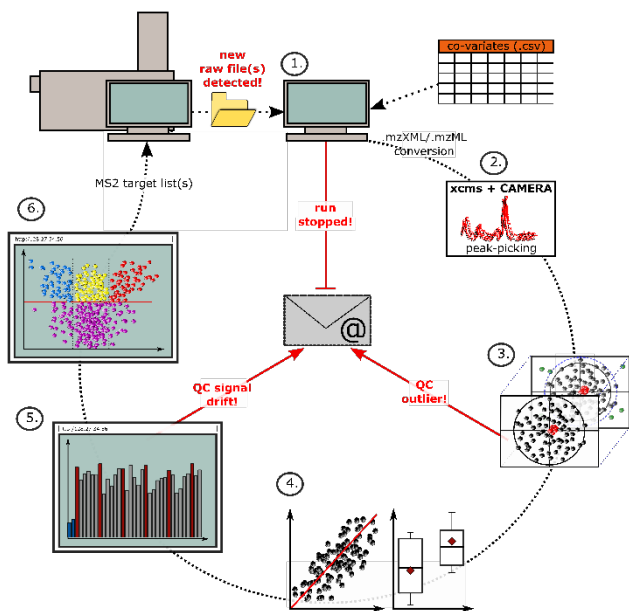 new
raw file(s)
detected!
1.
co-variates (.csv)
.mzXML/.mzML
conversion
2.
MS2 target list(s)
xcms + CAMERA
peak-picking
run
stopped!
6.
@
3.
QC signal
drift!
QC
outlier!
5.
4.